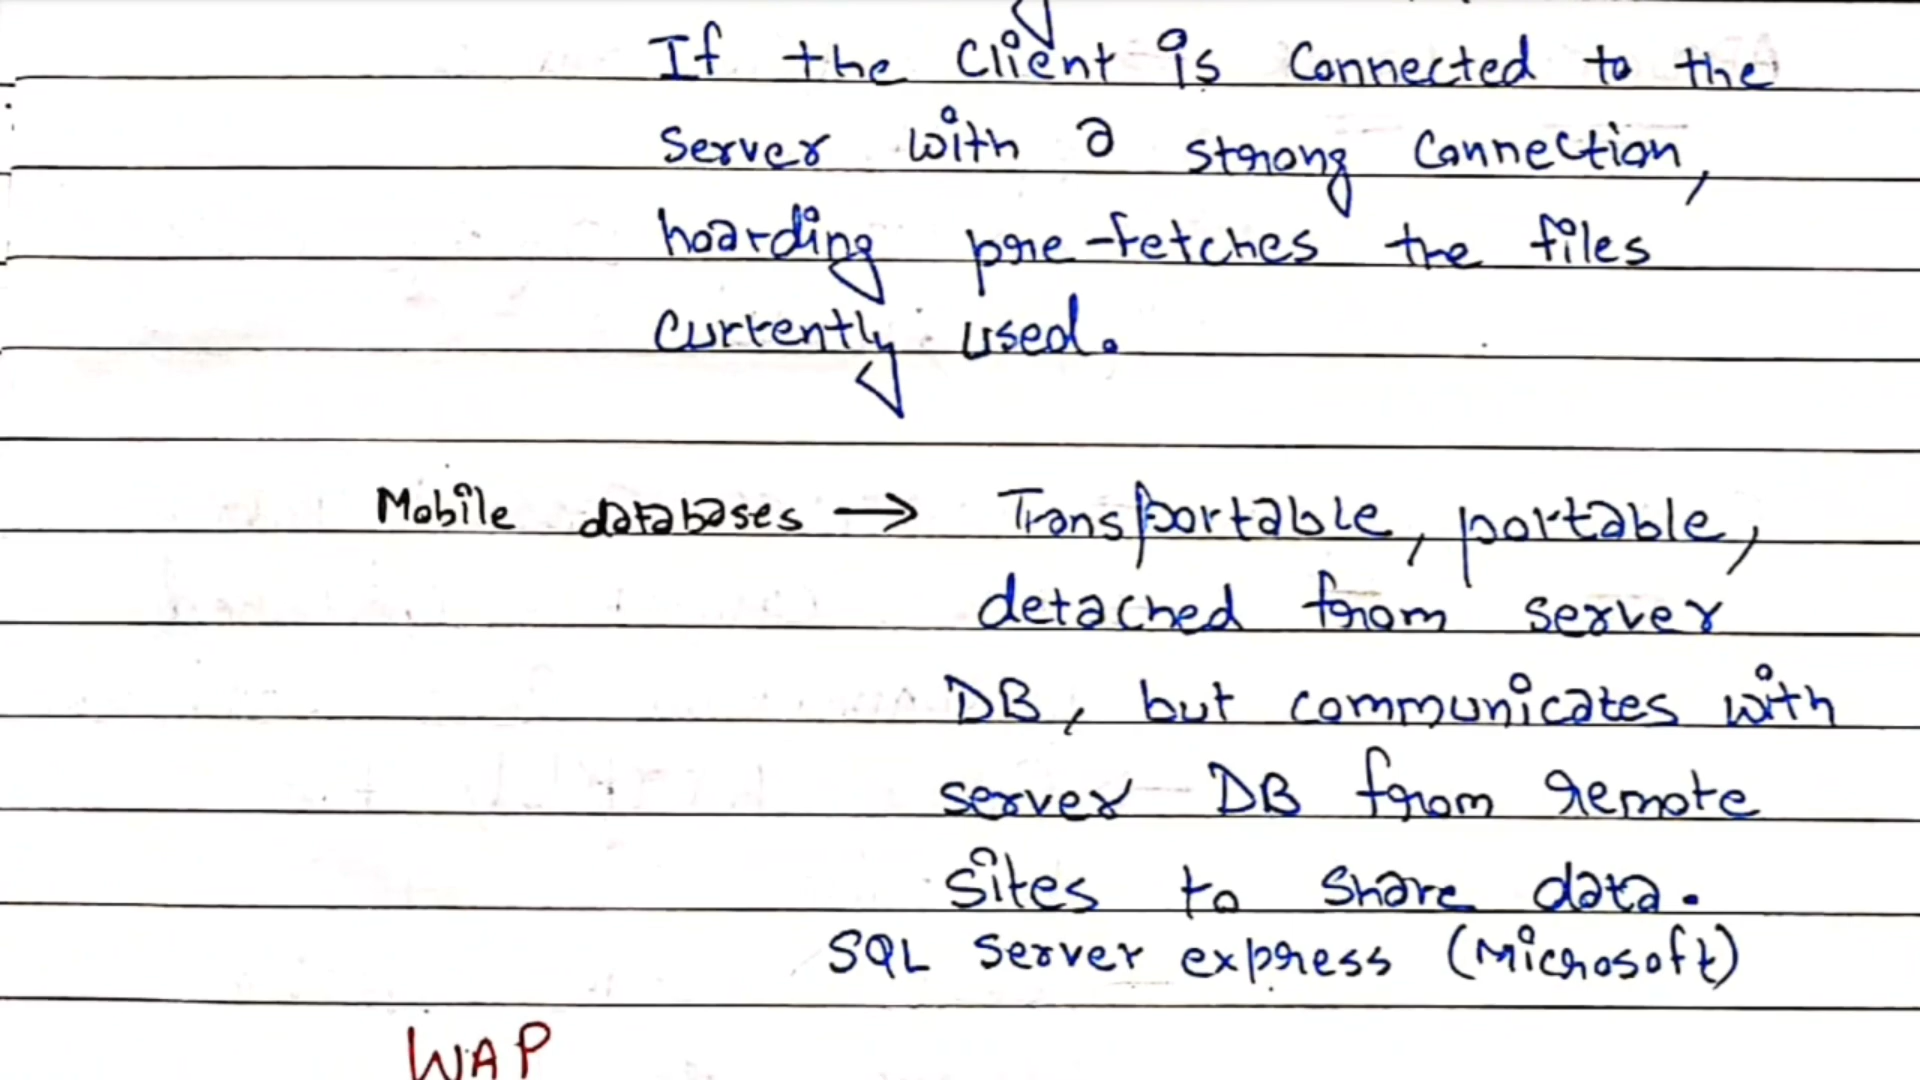 If the client is connected to the
server with a strong connection,
hoarding pre-fetches the files
currently used.
Mobile databases → Transportable, portable,
detached from server
DB, but communicates with
server DB from remote
sites to share data.
SQL server express (Microsoft)
WAP